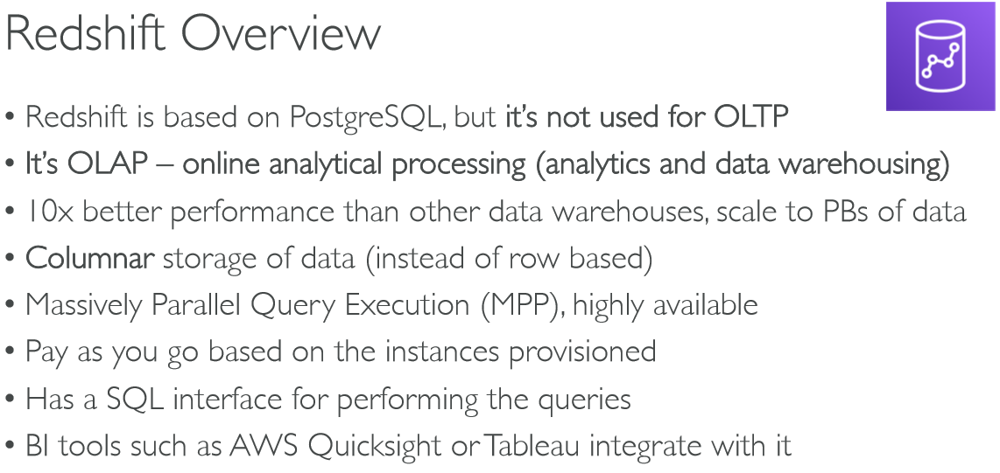 Redshift Overview
• Redshift is based on PostgreSQL, but it's not used for OLTP
• It's OLAP – online analytical processing (analytics and data warehousing)
• 10x better performance than other data warehouses, scale to PBs of data
• Columnar storage of data (instead of row based)
• Massively Parallel Query Execution (MPP), highly available
• Pay as you go based on the instances provisioned
• Has a SQL interface for performing the queries
• BI tools such as AWS Quicksight or Tableau integrate with it